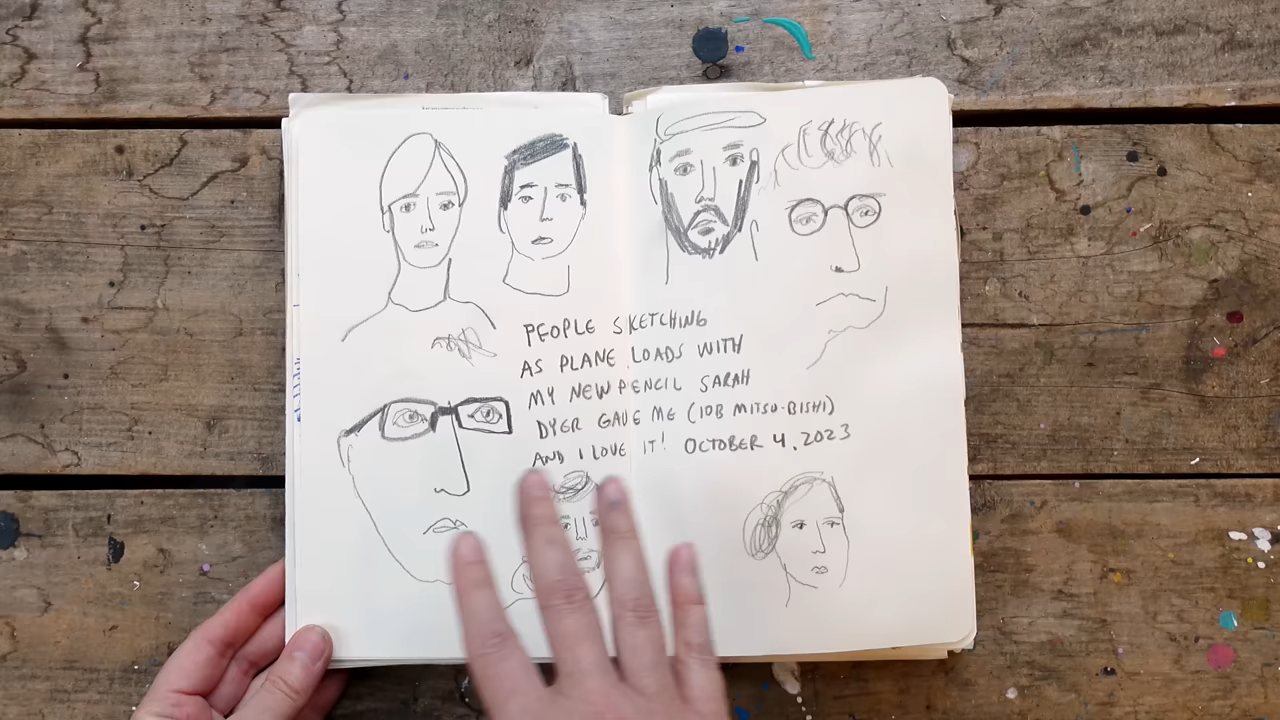 PEOPLE SKETCHING
AS PLANE LOADS WITH
MY NEW PENCIL SARAH
DYER GAVE ME (10B MITSU-BISHI)
AND I LOVE IT! OCTOBER 4, 2023